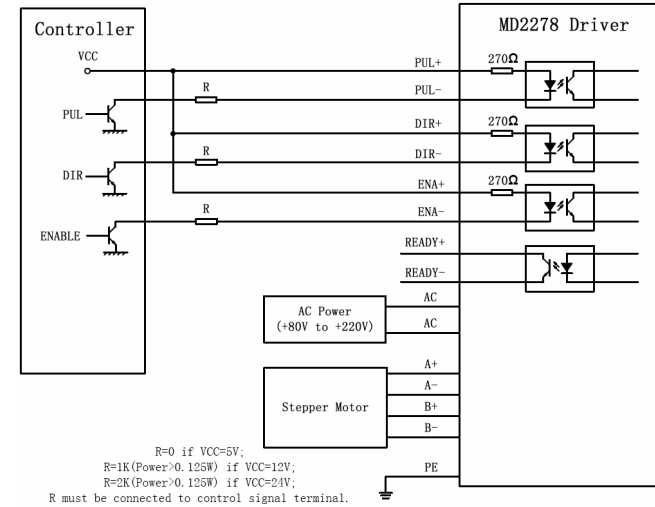 Controller
MD2278 Driver
VCC
PUL+
270Ω
R
PUL-
PUL
DIR+
270Ω
R
DIR-
DIR
ENA+
270Ω
R
ENA-
ENABLE
READY+
READY-
AC Power
(+80V to +220V)
AC
AC
Stepper Motor
A+
A-
B+
B-
PE
R=0 if VCC=5V;
R=1K(Power>0.125W) if VCC=12V;
R=2K(Power>0.125W) if VCC=24V;
R must be connected to control signal terminal.